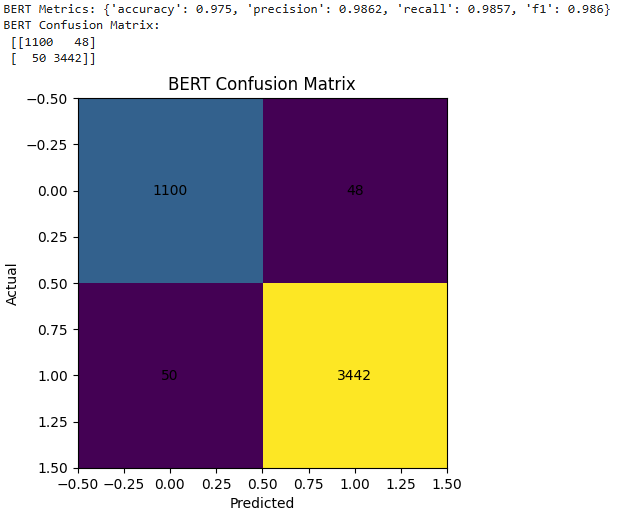 BERT Metrics: {'accuracy': 0.975, 'precision': 0.9862, 'recall': 0.9857, 'f1': 0.986}
BERT Confusion Matrix:
[[1100 48]
[ 50 3442]]
BERT Confusion Matrix
−0.50
−0.25
0.00
0.25
0.50
0.75
1.00
1.25
1.50
Actual
1100 48
50 3442
−0.50 −0.25 0.00 0.25 0.50 0.75 1.00 1.25 1.50
Predicted